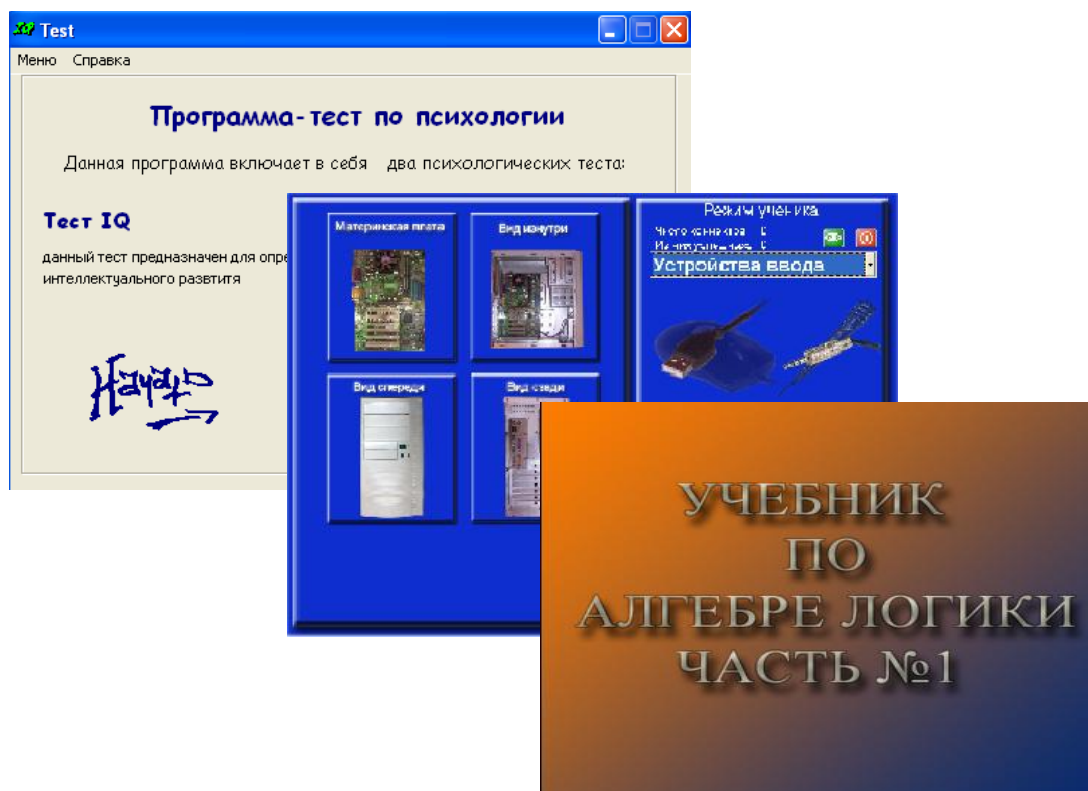 Test
Меню Справка
Программа-тест по психологии
Данная программа включает в себя два психологических теста:
Тест IQ
данный тест предназначен для опре
интеллектуального развтитя
Hayat
Материнская плата
Вид изнутри
Вид спереди
Вид сзади
Режим ученика
Устройства ввода
УЧЕБНИК
ПО
АЛГЕБРЕ ЛОГИКИ
ЧАСТЬ №1